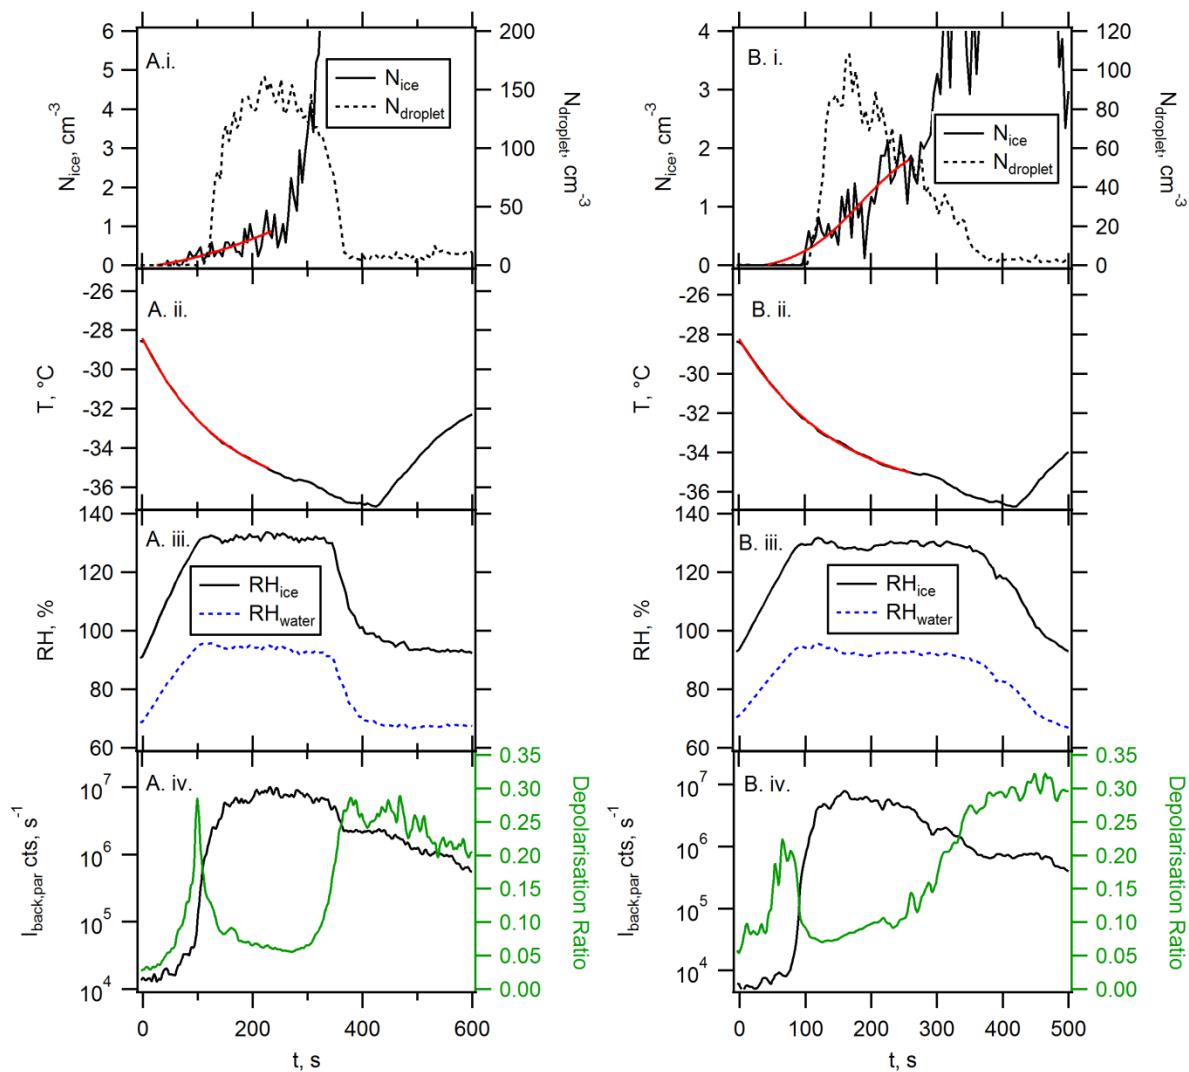 A.i.
N_ice
N_droplet
N_ice, cm^-3
6
5
4
3
2
1
0
200
150
100
50
0
N_droplet, cm^-3
A. ii.
T, °C
-26
-28
-30
-32
-34
-36
A. iii.
RH_ice
RH_water
RH, %
140
120
100
80
60
A. iv.
I_back,par cts, s^-1
10^7
10^6
10^5
10^4
0.35
0.30
0.25
0.20
0.15
0.10
0.05
0.00
Depolarisation Ratio
0
200
400
600
t, s
B. i.
N_ice
N_droplet
N_ice, cm^-3
4
3
2
1
0
120
100
80
60
40
20
0
N_droplet, cm^-3
B. ii.
T, °C
-26
-28
-30
-32
-34
-36
B. iii.
RH_ice
RH_water
RH, %
140
120
100
80
60
B. iv.
I_back,par cts, s^-1
10^7
10^6
10^5
10^4
0.35
0.30
0.25
0.20
0.15
0.10
0.05
0.00
Depolarisation Ratio
0
100
200
300
400
500
t, s